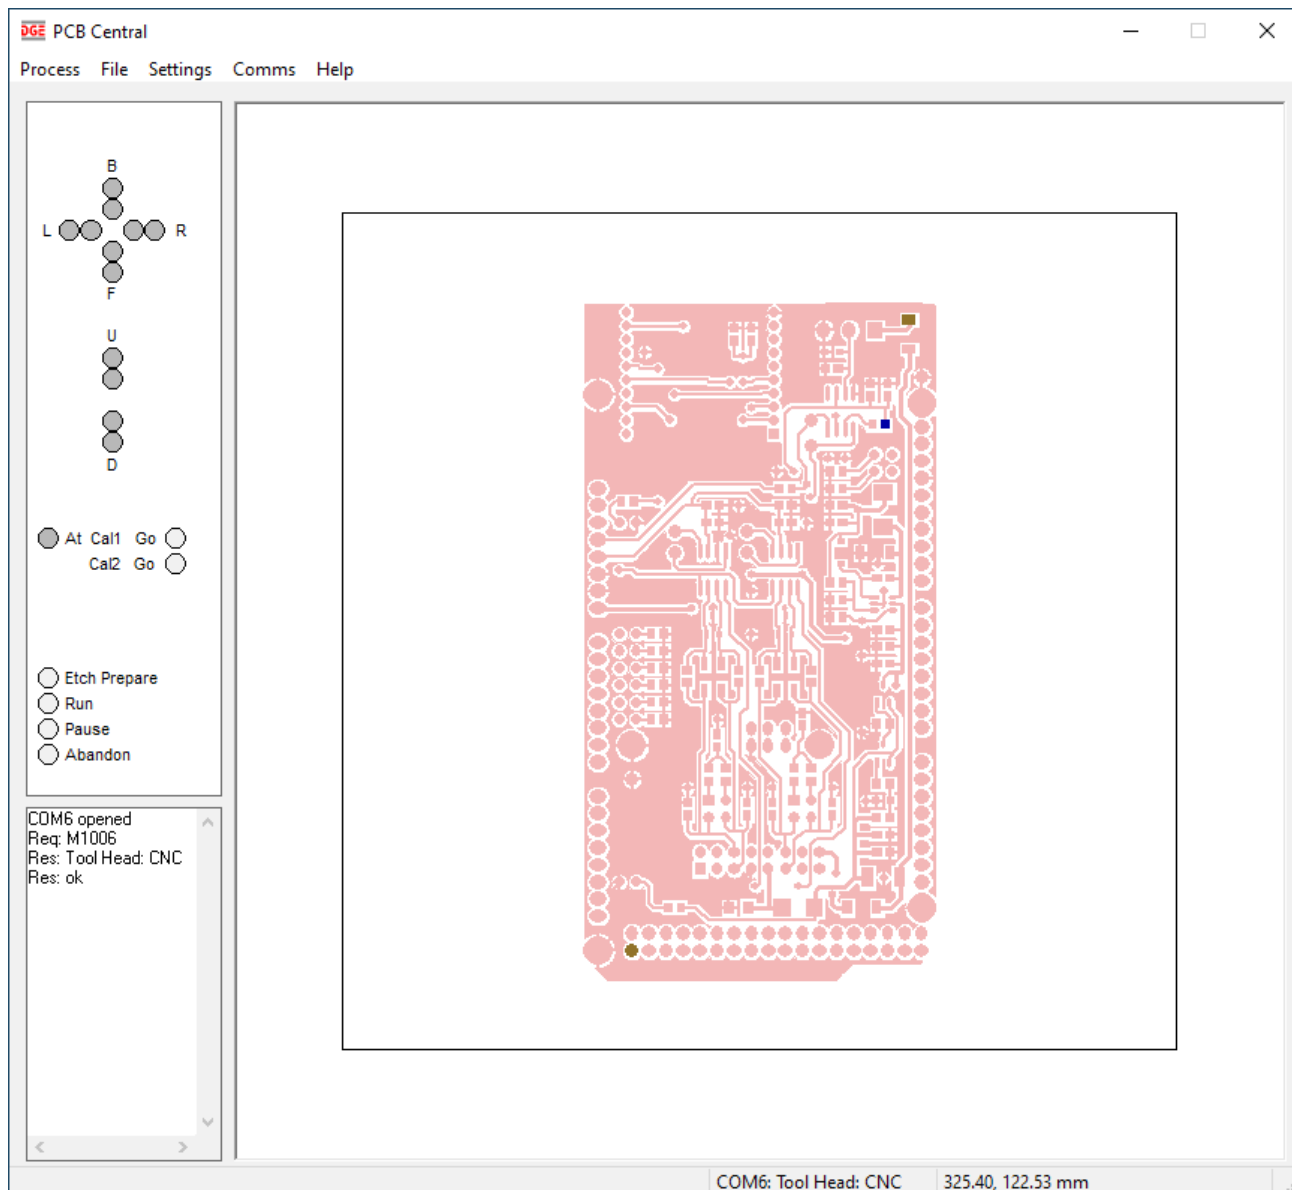 DGE PCB Central
Process File Settings Comms Help
B
L R
F
U
D
At Cal1 Go
Cal2 Go
Etch Prepare
Run
Pause
Abandon
COM6 opened
Req: M1006
Res: Tool Head: CNC
Res: ok
COM6: Tool Head: CNC 325.40, 122.53 mm